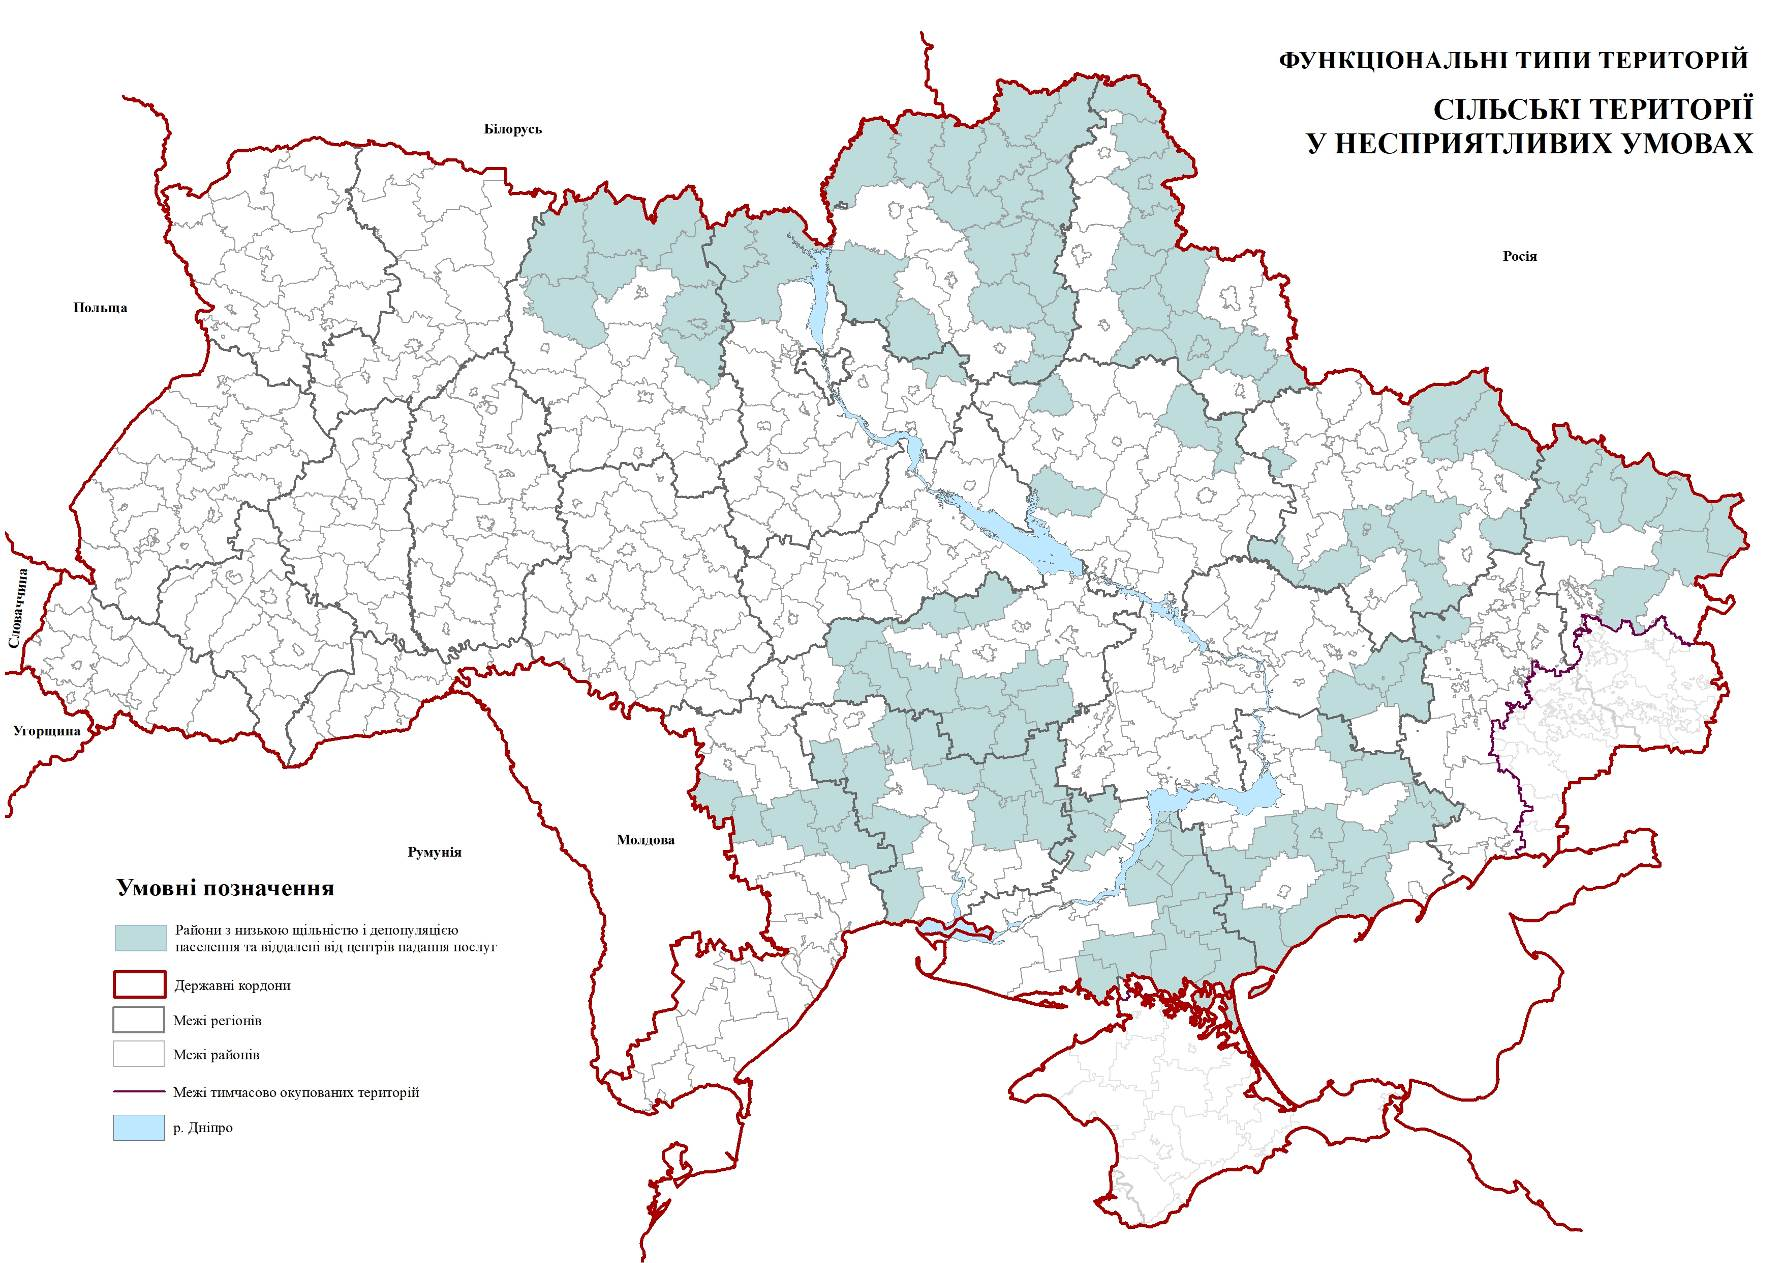 ФУНКЦІОНАЛЬНІ ТИПИ ТЕРИТОРІЙ
СІЛЬСЬКІ ТЕРИТОРІЇ
У НЕСПРИЯТЛИВИХ УМОВАХ
Білорусь
Росія
Польща
Словаччина
Угорщина
Румунія
Молдова
Умовні позначення
Райони з низькою щільністю і депопуляцією
населення та віддалені від центрів надання послуг
Державні кордони
Межі регіонів
Межі районів
Межі тимчасово окупованих територій
р. Дніпро